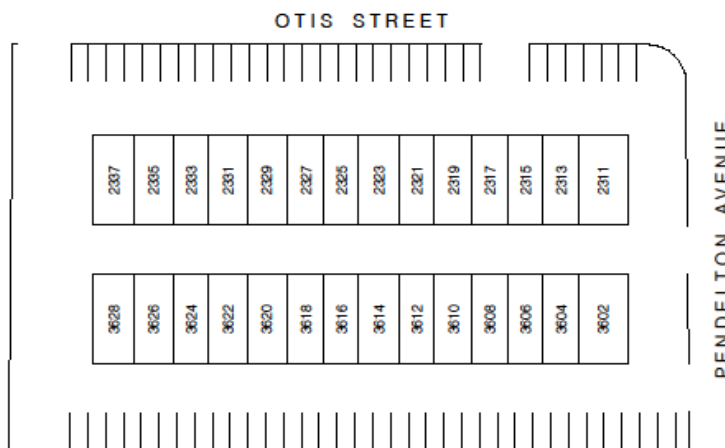 OTIS STREET
2337 2335 2333 2331 2329 2327 2325 2323 2321 2319 2317 2315 2313 2311
3628 3626 3624 3622 3620 3618 3616 3614 3612 3610 3608 3606 3604 3602
PENDELTON AVENUE